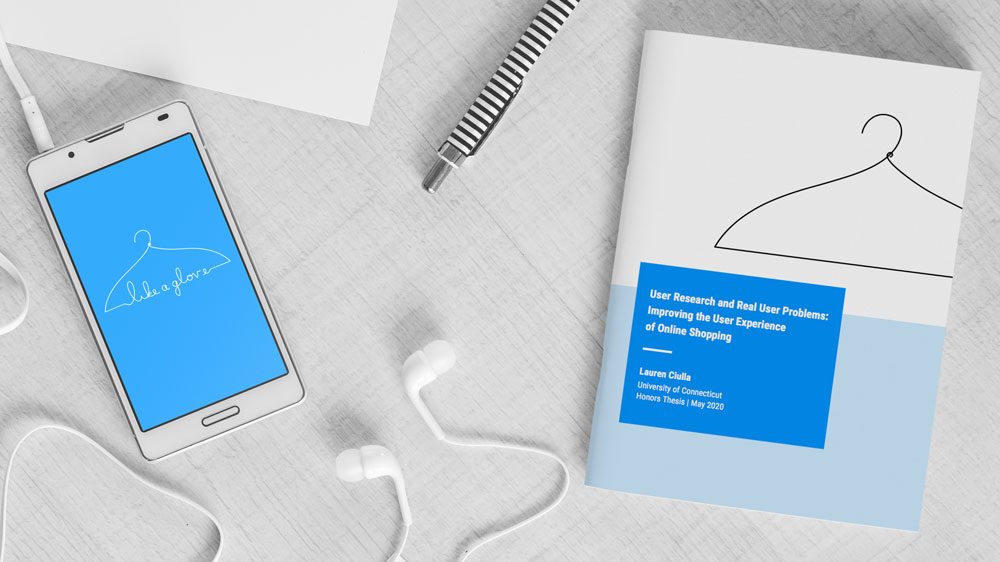 like a glove
User Research and Real User Problems:
Improving the User Experience
of Online Shopping
Lauren Ciulla
University of Connecticut
Honors Thesis | May 2020